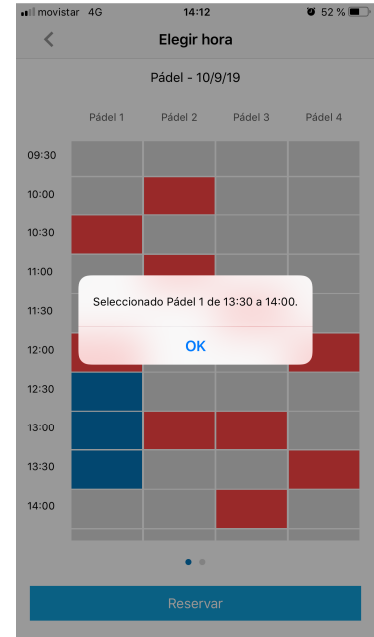 movistar 4G 14:12 52 %
Elegir hora
Pádel - 10/9/19
Pádel 1 Pádel 2 Pádel 3 Pádel 4
09:30
10:00
10:30
11:00
Seleccionado Pádel 1 de 13:30 a 14:00.
11:30
OK
12:00
12:30
13:00
13:30
14:00
Reservar